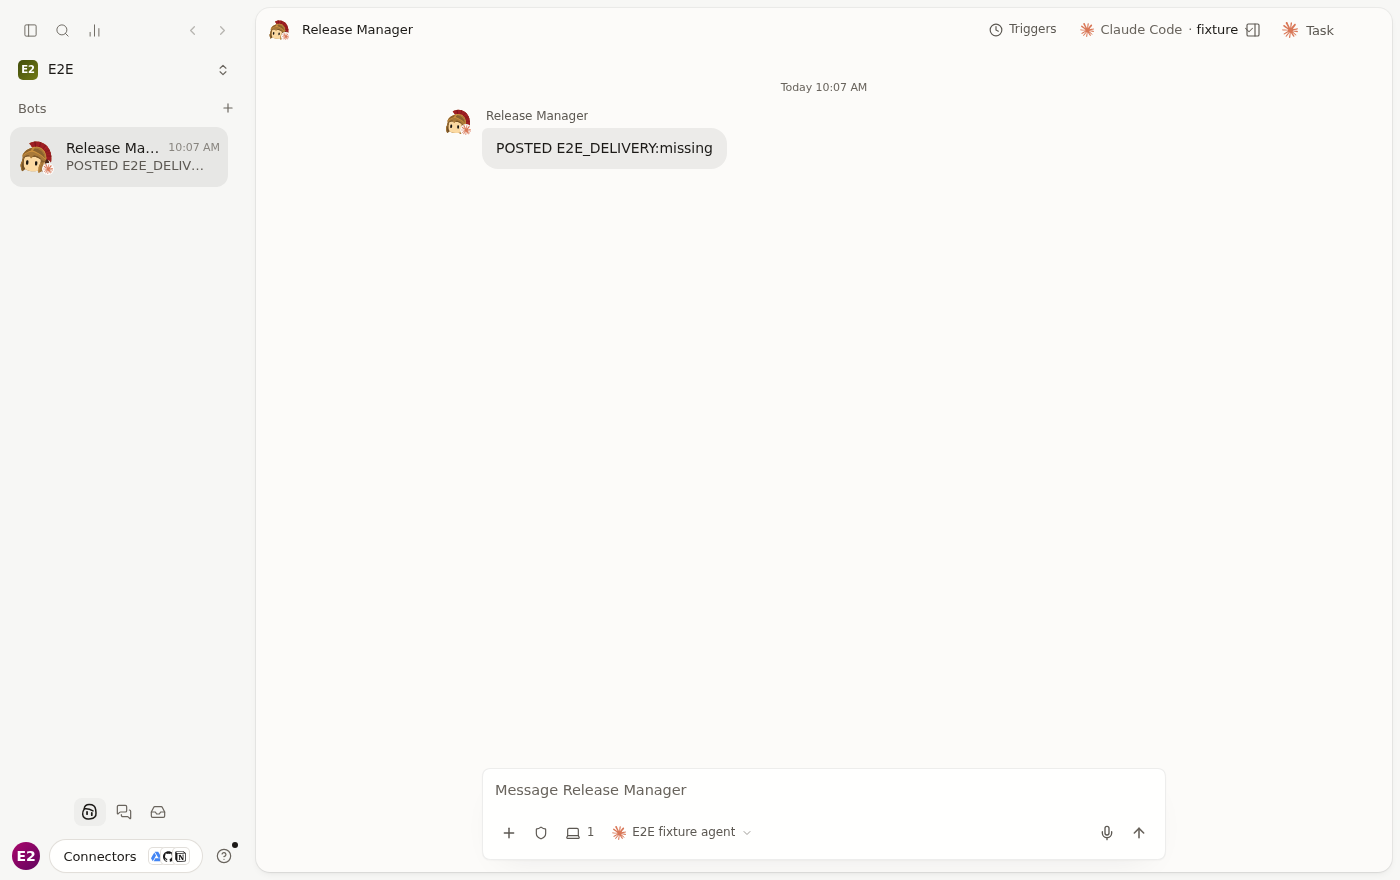 E2 E2E
Bots
Release Ma... 10:07 AM
POSTED E2E_DELIV...
E2 Connectors
Release Manager
Triggers
Claude Code · fixture
Task
Today 10:07 AM
Release Manager
POSTED E2E_DELIVERY:missing
Message Release Manager
1 E2E fixture agent